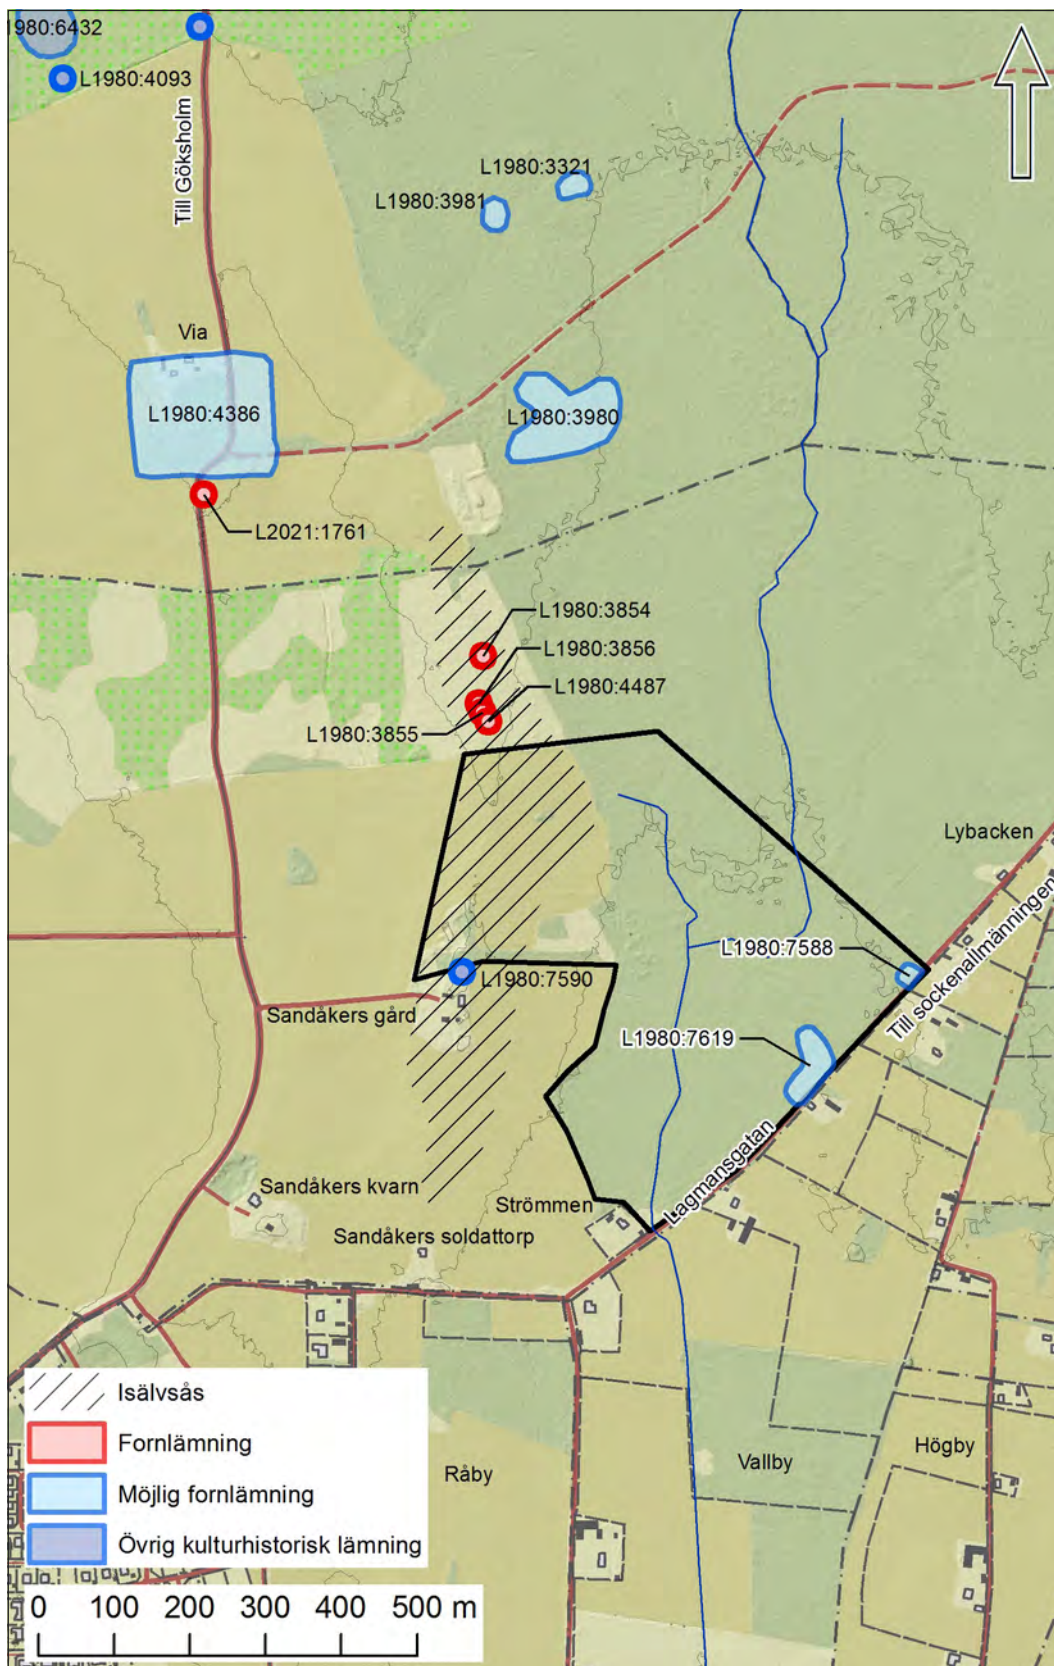 1980:6432
L1980:4093
Till Göksholm
L1980:3321
L1980:3981
Via
L1980:4386
L1980:3980
L2021:1761
L1980:3854
L1980:3856
L1980:4487
L1980:3855
Lybacken
L1980:7588
Till sockenallmänningen
L1980:7590
Sandåkers gård
L1980:7619
Lagmansgatan
Sandåkers kvarn
Strömmen
Sandåkers soldattorp
Isälvsås
Fornlämning
Möjlig fornlämning
Övrig kulturhistorisk lämning
Råby
Vallby
Högby
0 100 200 300 400 500 m